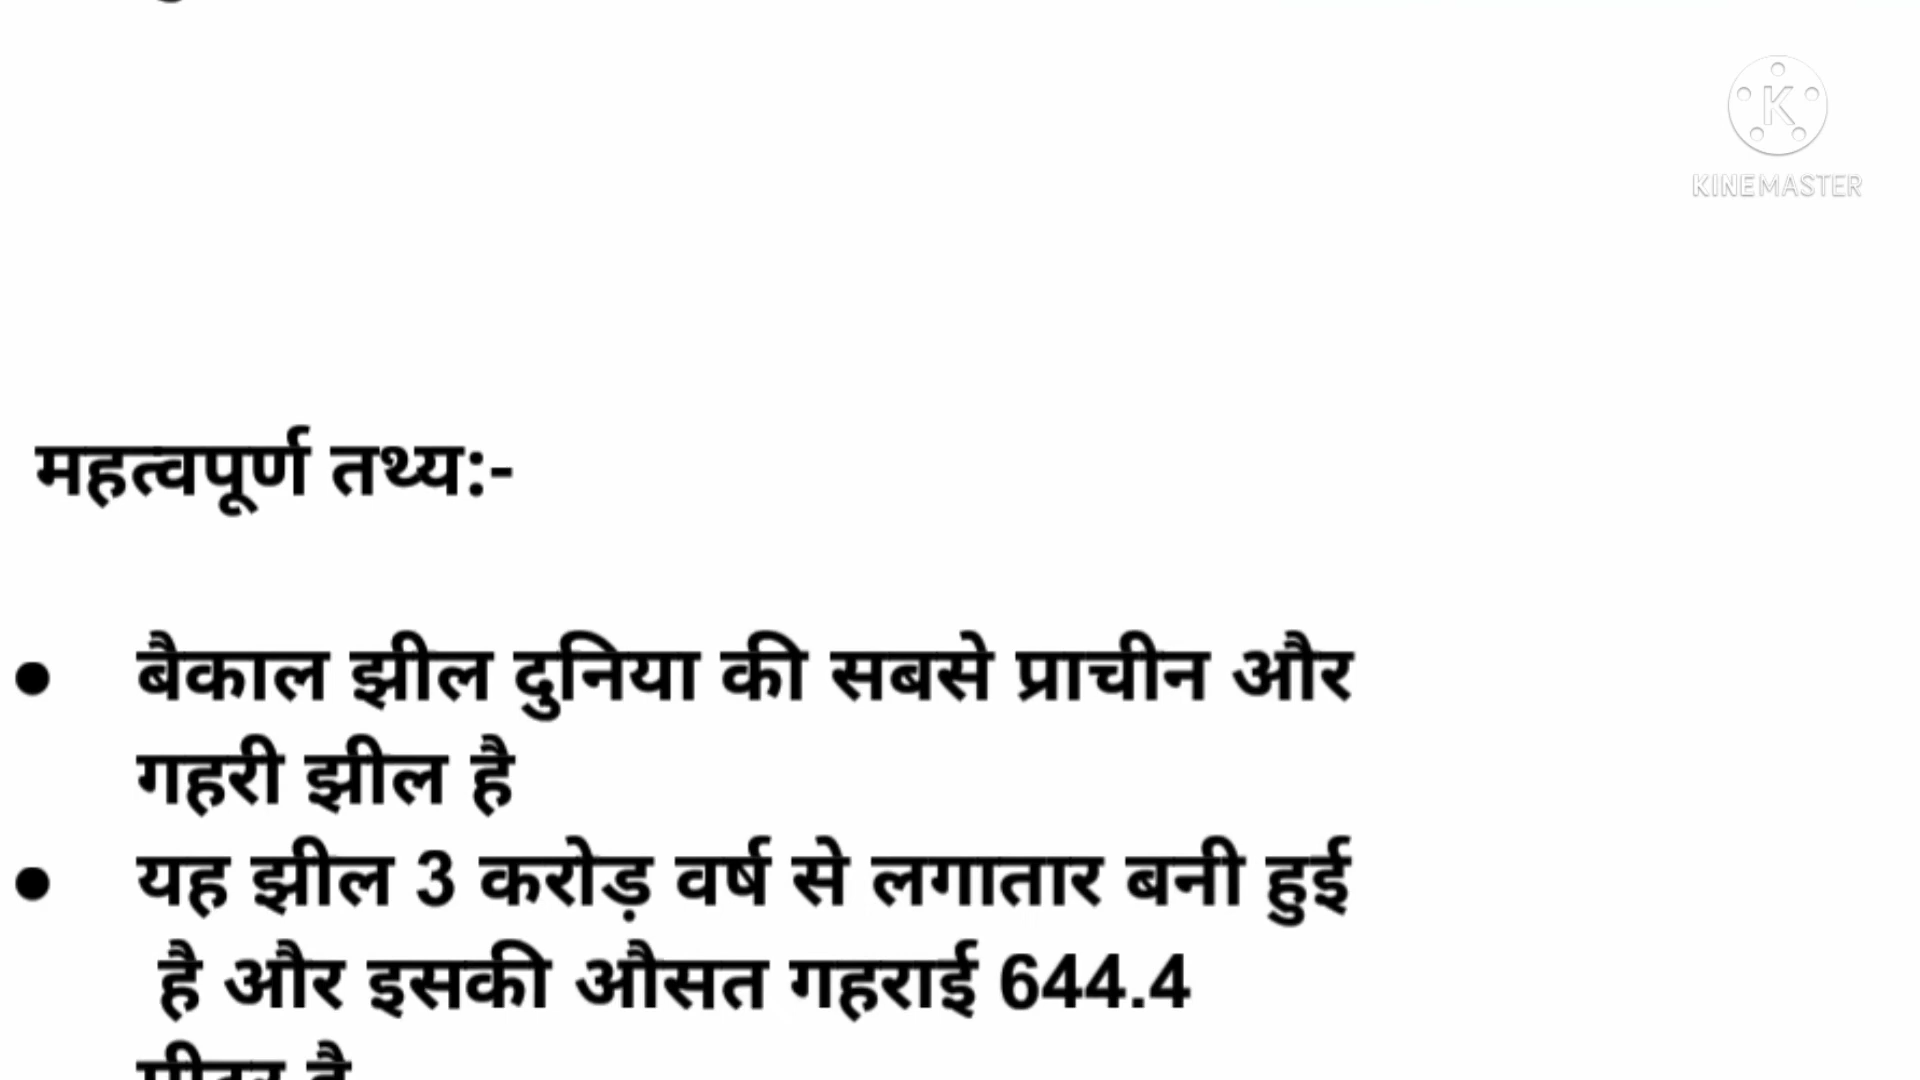 KINEMASTER
महत्वपूर्ण तथ्य:-
• बैकाल झील दुनिया की सबसे प्राचीन और
गहरी झील है
• यह झील 3 करोड़ वर्ष से लगातार बनी हुई
है और इसकी औसत गहराई 644.4
मीटर है